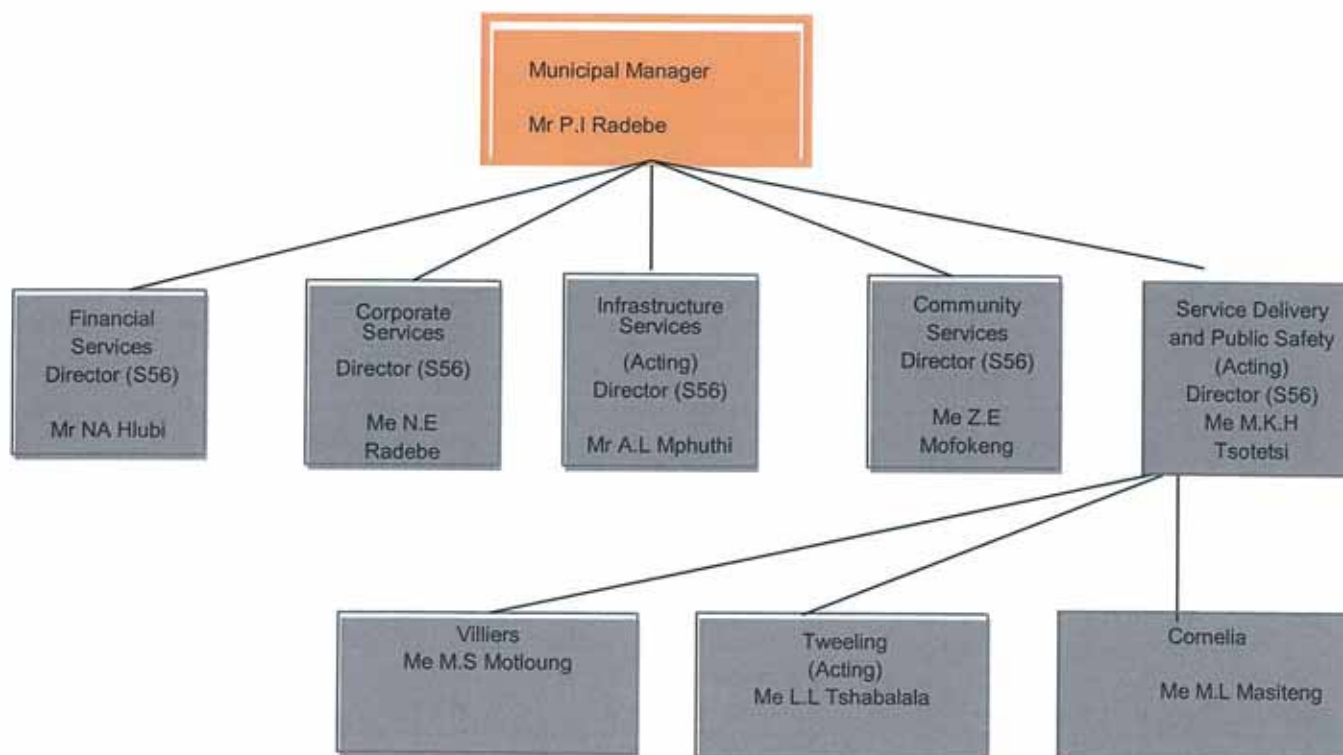 Municipal Manager
Mr P.I Radebe
Financial
Services
Director (S56)
Mr NA Hlubi
Corporate
Services
Director (S56)
Me N.E
Radebe
Infrastructure
Services
(Acting)
Director (S56)
Mr A.L Mphuthi
Community
Services
Director (S56)
Me Z.E
Mofokeng
Service Delivery
and Public Safety
(Acting)
Director (S56)
Me M.K.H
Tsotetsi
Villiers
Me M.S Motloung
Tweeling
(Acting)
Me L.L Tshabalala
Cornelia
Me M.L Masiteng